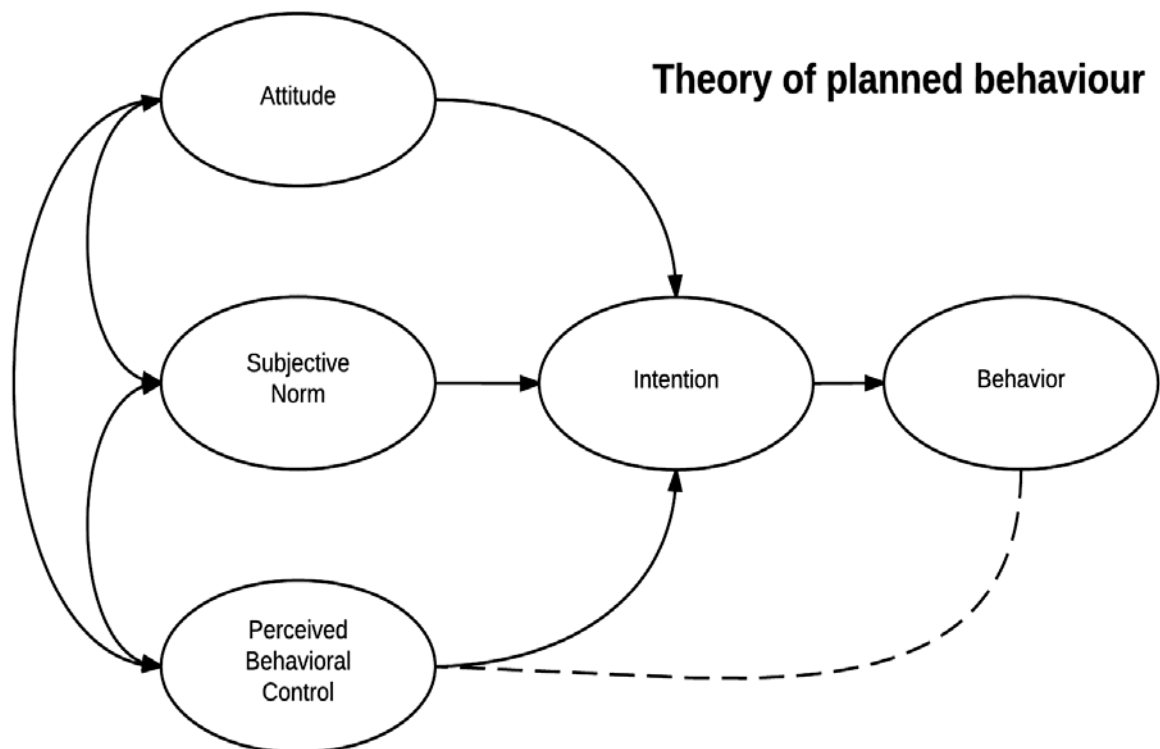 Theory of planned behaviour
Attitude
Subjective
Norm
Intention
Behavior
Perceived
Behavioral
Control